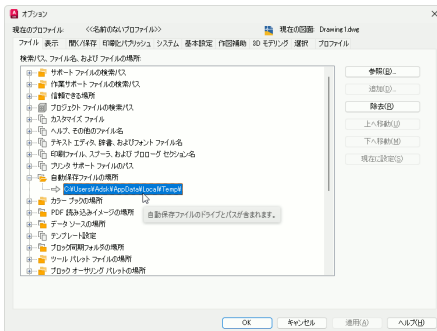 オプション
現在のプロファイル: <<名前のないプロファイル>> 現在の図面: Drawing1.dwg
ファイル 表示 開く/保存 印刷とパブリッシュ システム 基本設定 作図補助 3D モデリング 選択 プロファイル
検索パス、ファイル名、および ファイルの場所:
サポート ファイルの検索パス
作業サポート ファイルの検索パス
信頼できる場所
プロジェクト ファイルの検索パス
カスタマイズ ファイル
ヘルプ、その他のファイル名
テキスト エディタ、辞書、およびフォント ファイル名
印刷ファイル、スプーラ、および プロローグ セクション名
プリンタ サポート ファイルのパス
自動保存ファイルの場所
C:¥Users¥Adsk¥AppData¥Local¥Temp¥
カラー ブックの場所
自動保存ファイルのドライブとパスが含まれます。
PDF 読み込みイメージの場所
データ ソースの場所
テンプレート設定
ブロック同期フォルダの場所
ツール パレット ファイルの場所
ブロック オーサリング パレットの場所
参照(B)...
追加(D)...
除去(R)
上へ移動(U)
下へ移動(M)
現在に設定(S)
OK キャンセル 適用(A) ヘルプ(H)